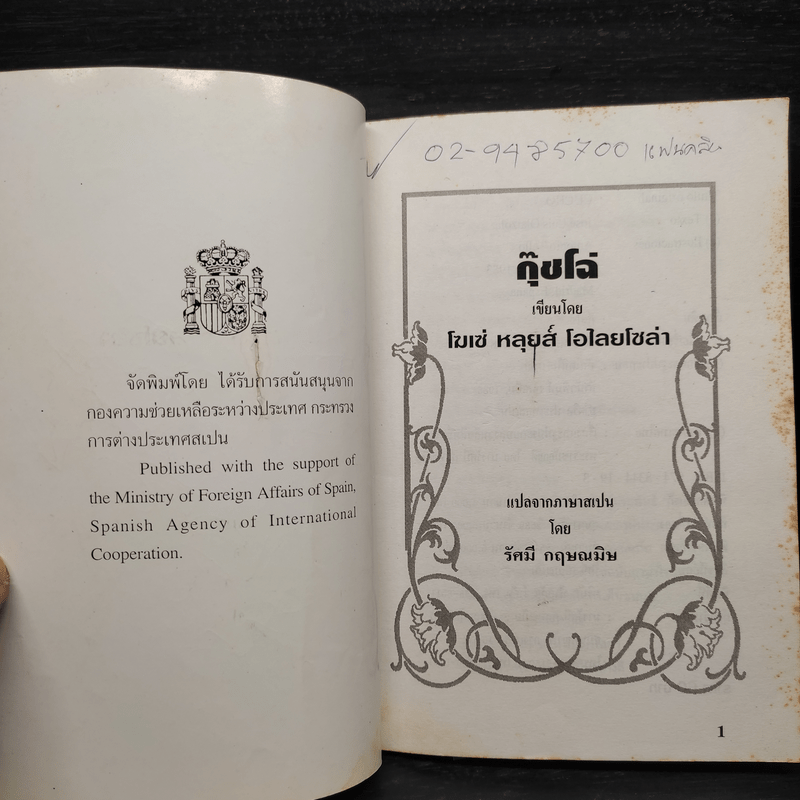 จัดพิมพ์โดย ได้รับการสนันสนุนจาก
กองความช่วยเหลือระหว่างประเทศ กระทรวง
การต่างประเทศสเปน
Published with the support of
the Ministry of Foreign Affairs of Spain,
Spanish Agency of International
Cooperation.
02-9485700
กุ๊ชโฉ่
เขียนโดย
โฆเซ่ หลุยส์ โอไลยโซล่า
แปลจากภาษาสเปน
โดย
รัศมี กฤษณมิษ
1